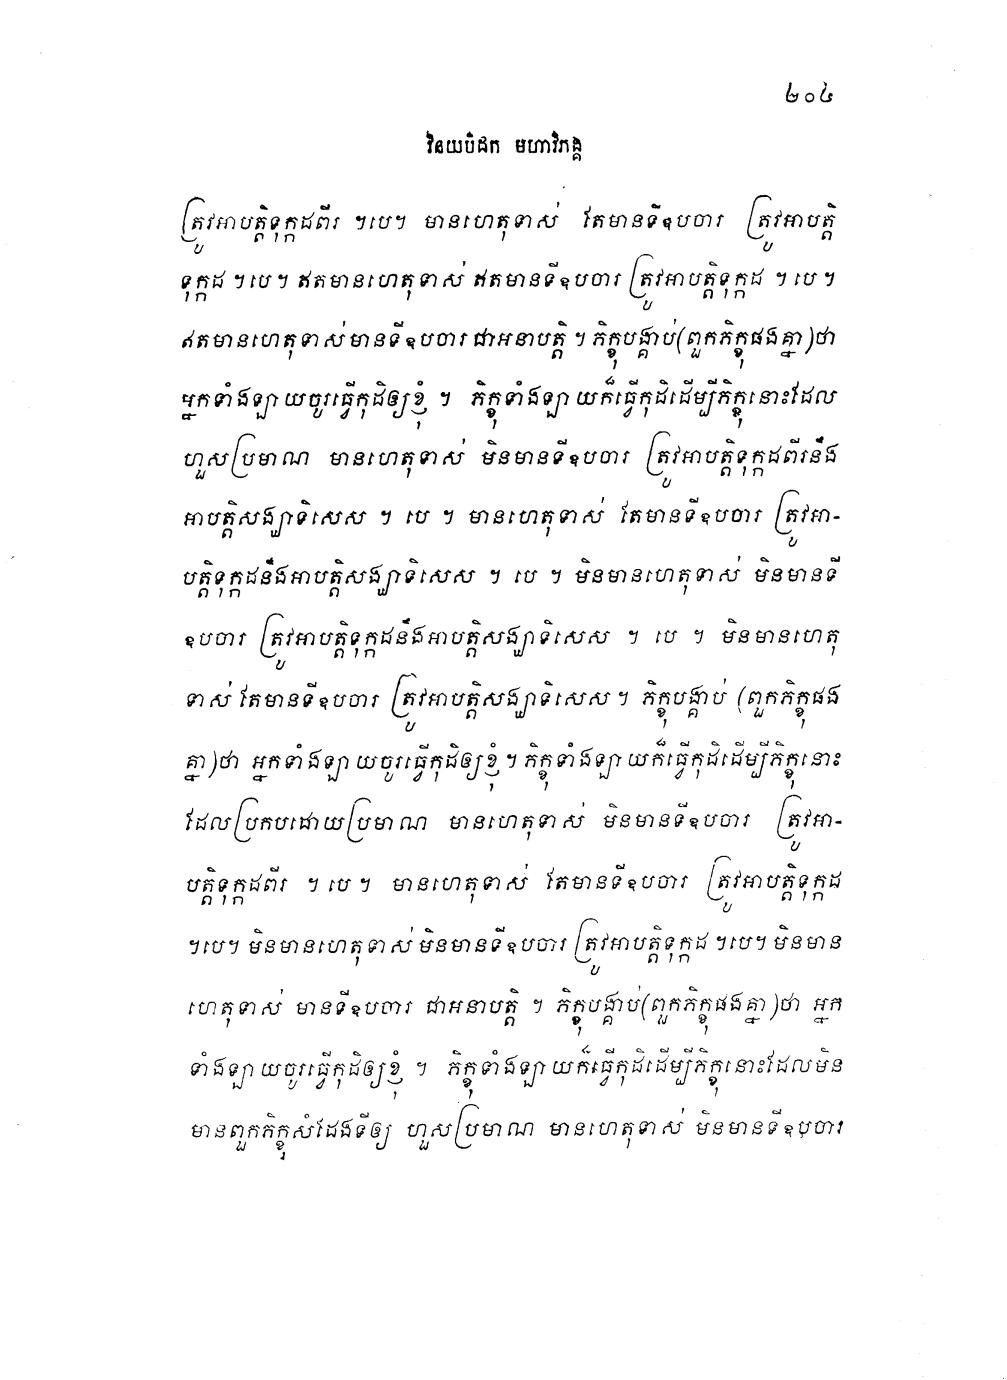 ២០៤
វិនយបិដក មហាវិភង្គ
ត្រូវអាបត្តិទុក្កដពីរ ។បេ។ មានហេតុទាស់ តែមានទីឧបចារ ត្រូវអាបត្តិ
ទុក្កដ ។បេ។ ឥតមានហេតុទាស់ ឥតមានទីឧបចារ ត្រូវអាបត្តិទុក្កដ ។ បេ ។
ឥតមានហេតុទាស់មានទីឧបចារ ជាអនាបត្តិ ។ ភិក្ខុបង្គាប់(ពួកភិក្ខុផងគ្នា)ថា
អ្នកទាំងឡាយចូរធ្វើកុដិឲ្យខ្ញុំ ។ ភិក្ខុទាំងឡាយក៏ធ្វើកុដិដើម្បីភិក្ខុនោះដែល
ហួសប្រមាណ មានហេតុទាស់ មិនមានទីឧបចារ ត្រូវអាបត្តិទុក្កដពីរនឹង
អាបត្តិសង្ឃាទិសេស ។ បេ ។ មានហេតុទាស់ តែមានទីឧបចារ ត្រូវអា-
បត្តិទុក្កដនឹងអាបត្តិសង្ឃាទិសេស ។ បេ ។ មិនមានហេតុទាស់ មិនមានទី
ឧបចារ ត្រូវអាបត្តិទុក្កដនឹងអាបត្តិសង្ឃាទិសេស ។ បេ ។ មិនមានហេតុ
ទាស់ តែមានទីឧបចារ ត្រូវអាបត្តិសង្ឃាទិសេស ។ ភិក្ខុបង្គាប់ (ពួកភិក្ខុផង
គ្នា)ថា អ្នកទាំងឡាយចូរធ្វើកុដិឲ្យខ្ញុំ ។ ភិក្ខុទាំងឡាយក៏ធ្វើកុដិដើម្បីភិក្ខុនោះ
ដែលប្រកបដោយប្រមាណ មានហេតុទាស់ មិនមានទីឧបចារ ត្រូវអា-
បត្តិទុក្កដពីរ ។ បេ ។ មានហេតុទាស់ តែមានទីឧបចារ ត្រូវអាបត្តិទុក្កដ
។បេ។ មិនមានហេតុទាស់ មិនមានទីឧបចារ ត្រូវអាបត្តិទុក្កដ ។បេ។ មិនមាន
ហេតុទាស់ មានទីឧបចារ ជាអនាបត្តិ ។ ភិក្ខុបង្គាប់(ពួកភិក្ខុផងគ្នា)ថា អ្នក
ទាំងឡាយចូរធ្វើកុដិឲ្យខ្ញុំ ។ ភិក្ខុទាំងឡាយក៏ធ្វើកុដិដើម្បីភិក្ខុនោះដែលមិន
មានពួកភិក្ខុសំដែងទីឲ្យ ហួសប្រមាណ មានហេតុទាស់ មិនមានទីឧបចារ